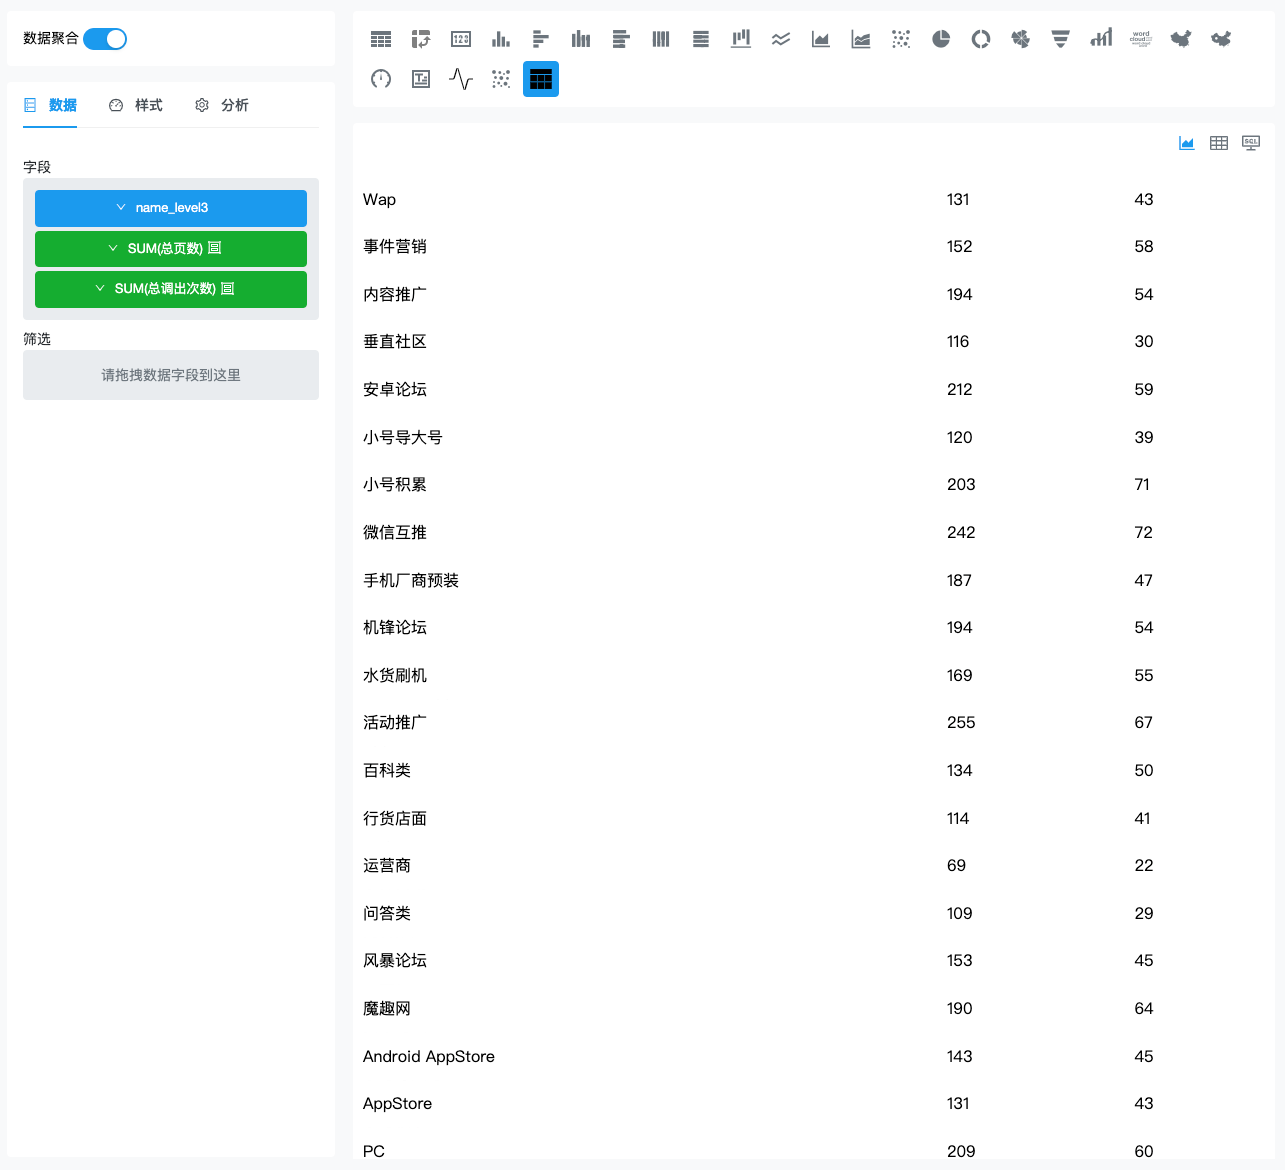 数据聚合
数据 样式 分析
字段
name_level3
SUM(总页数)
SUM(总调出次数)
筛选
请拖拽数据字段到这里
word
cloud
SQL
Wap 131 43
事件营销 152 58
内容推广 194 54
垂直社区 116 30
安卓论坛 212 59
小号导大号 120 39
小号积累 203 71
微信互推 242 72
手机厂商预装 187 47
机锋论坛 194 54
水货刷机 169 55
活动推广 255 67
百科类 134 50
行货店面 114 41
运营商 69 22
问答类 109 29
风暴论坛 153 45
魔趣网 190 64
Android AppStore 143 45
AppStore 131 43
PC 209 60